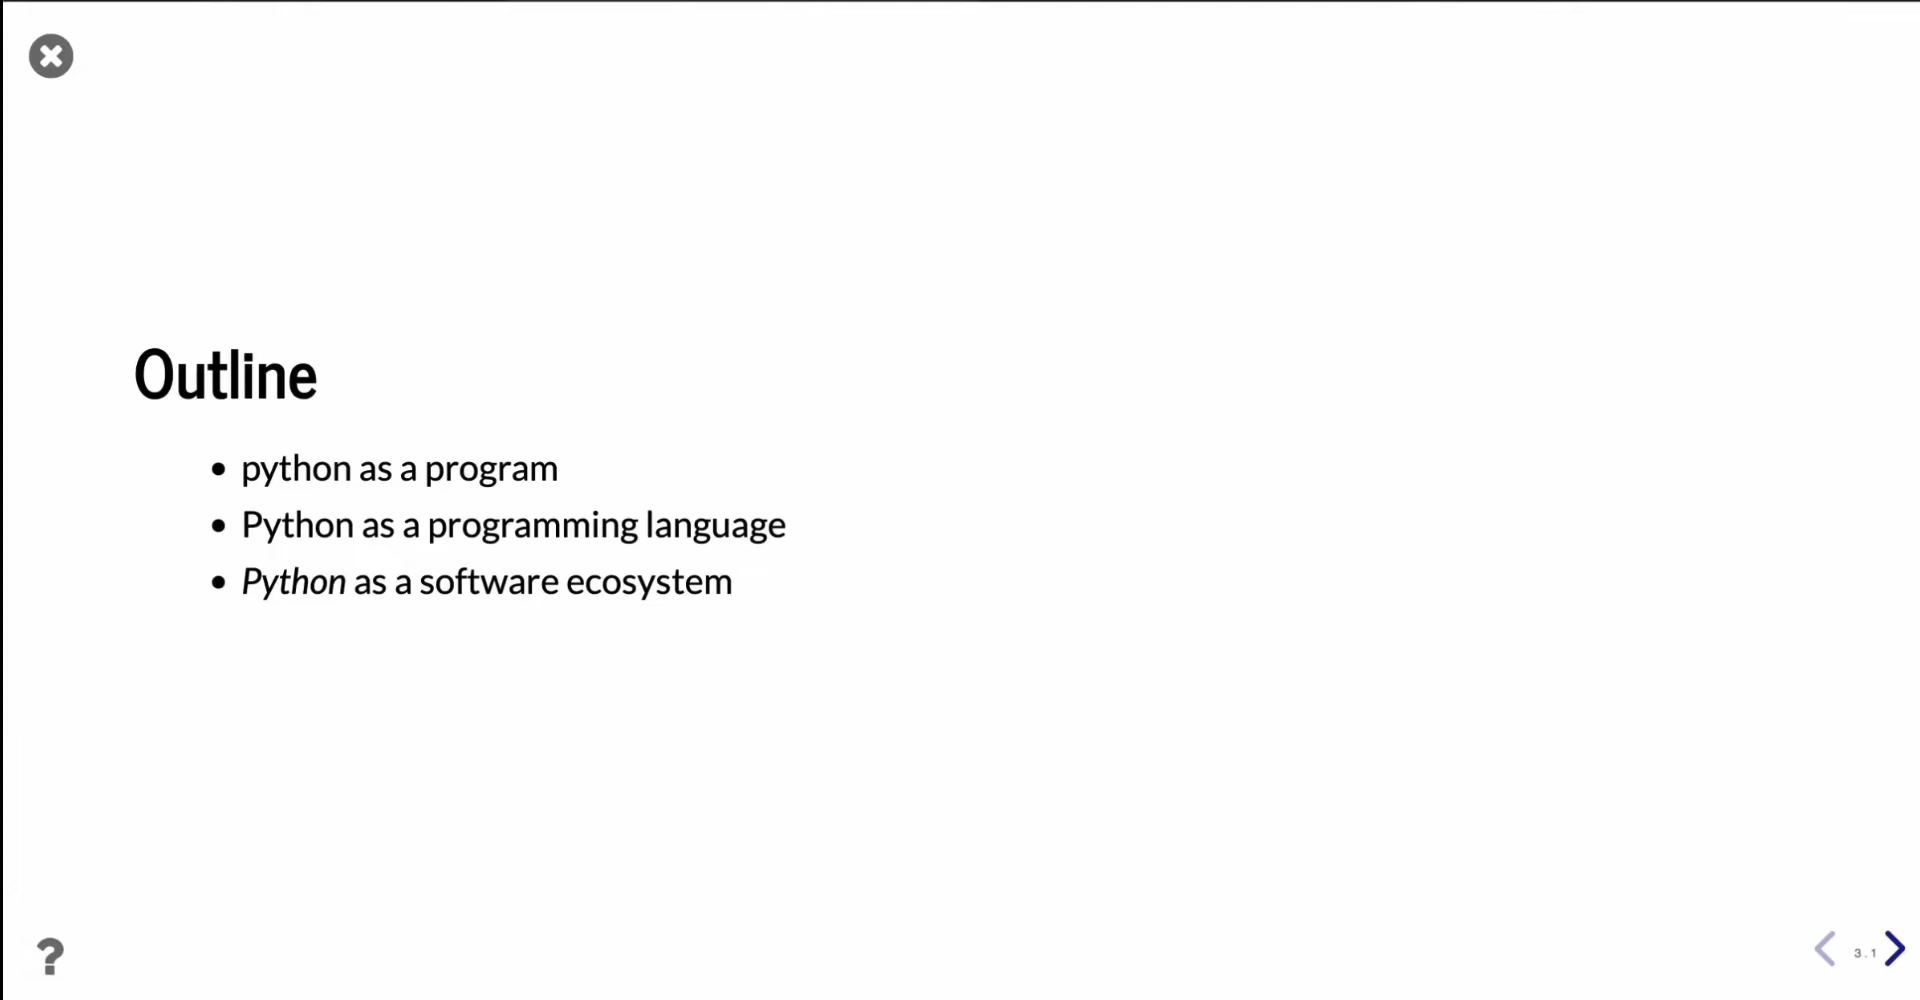 Outline
• python as a program
• Python as a programming language
• Python as a software ecosystem
?
3.1